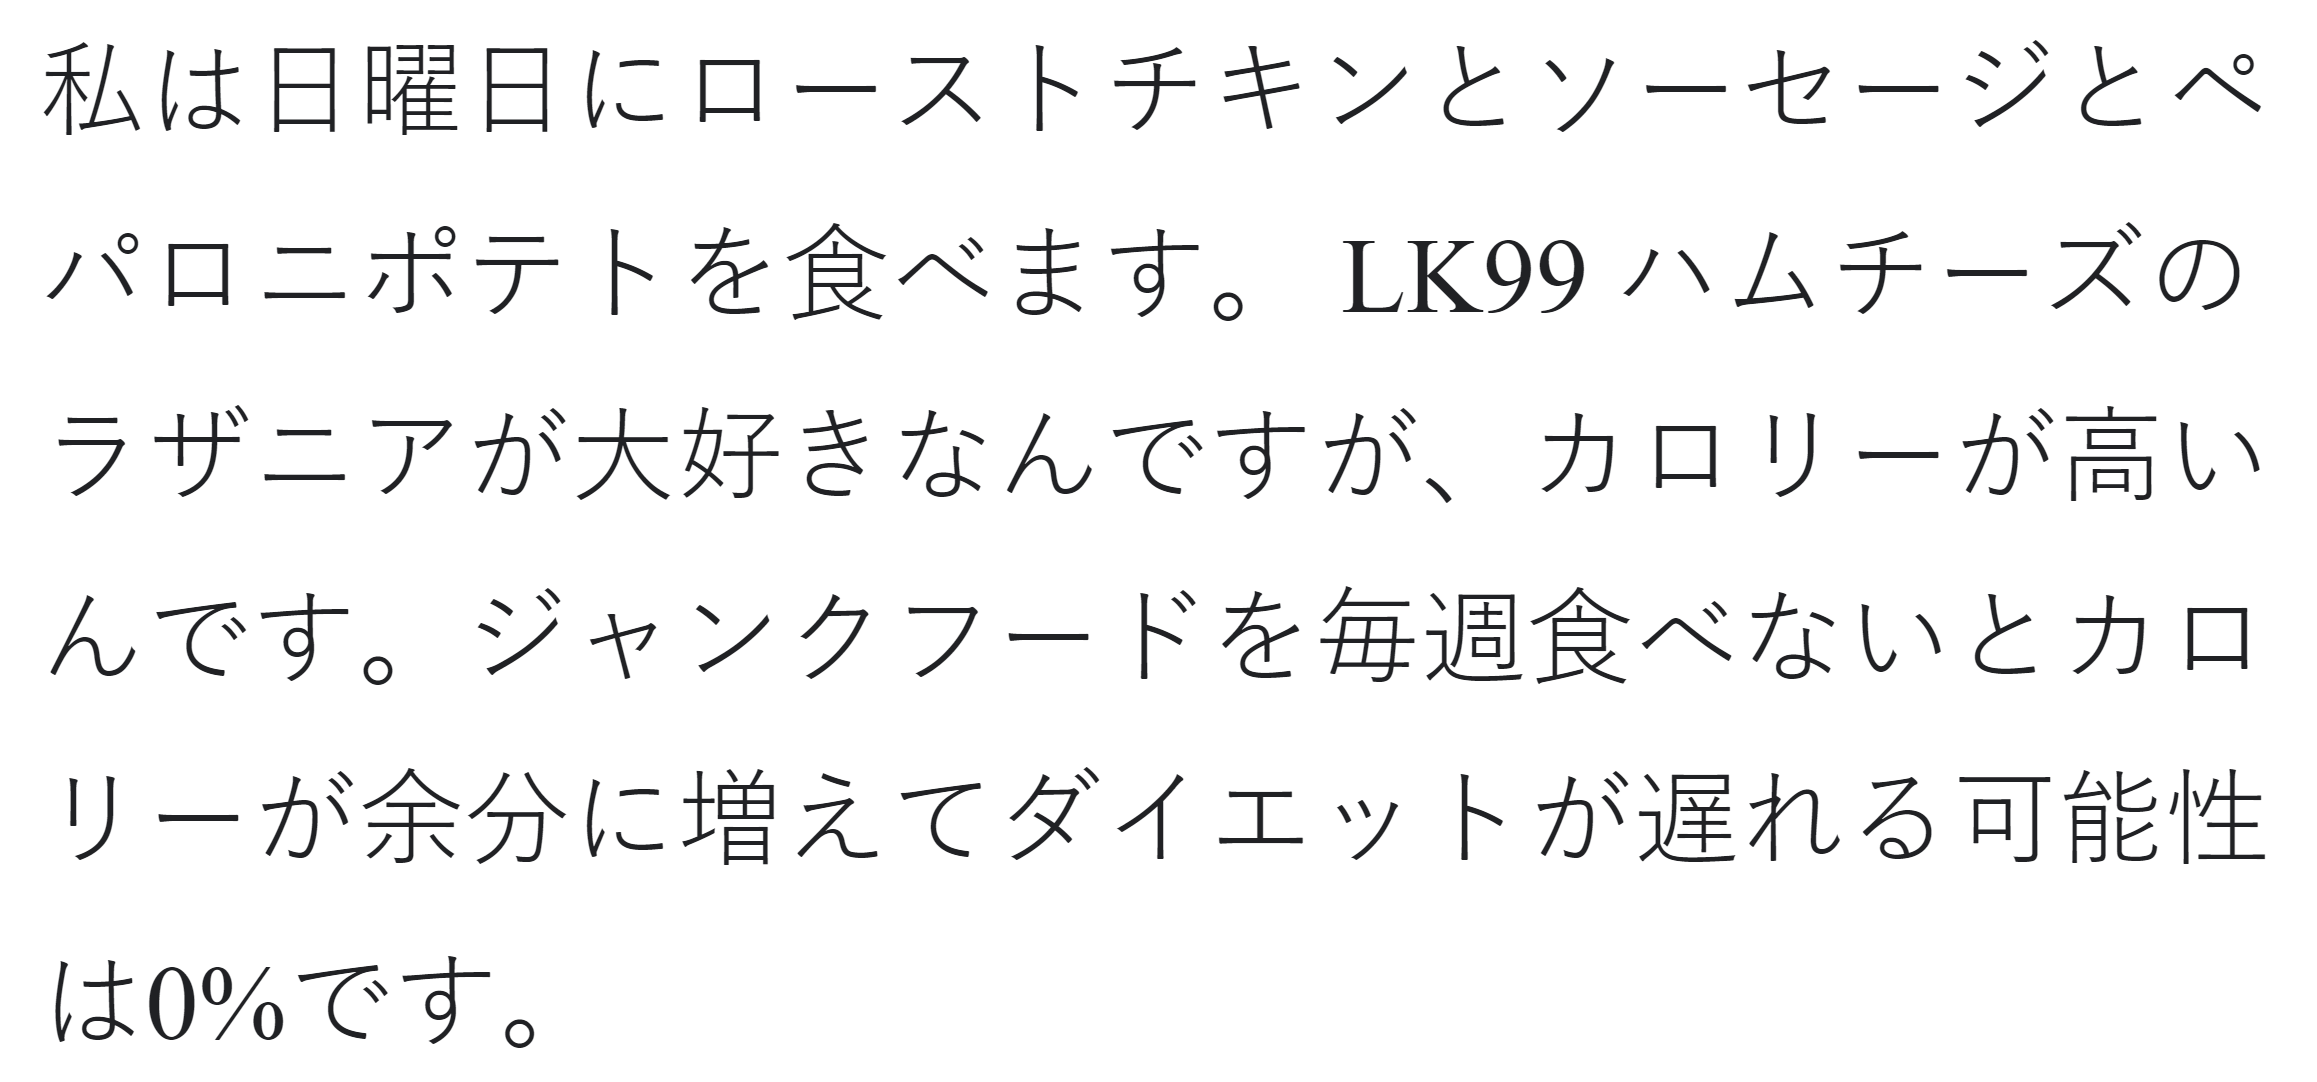 私は日曜日にローストチキンとソーセージとペ
パロニポテトを食べます。 LK99 ハムチーズの
ラザニアが大好きなんですが、カロリーが高い
んです。ジャンクフードを毎週食べないとカロ
リーが余分に増えてダイエットが遅れる可能性
は0%です。